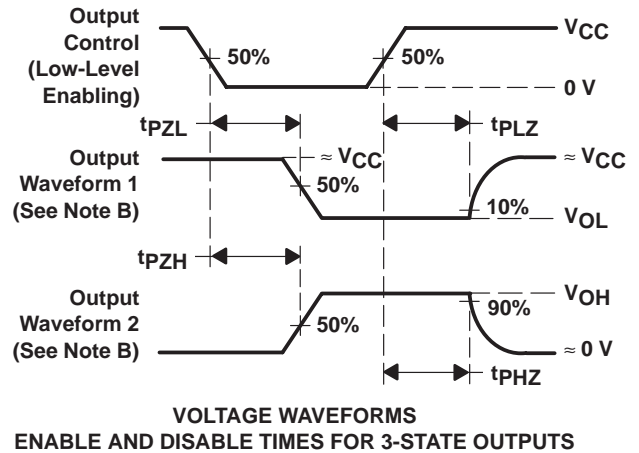 Output
Control
(Low-Level
Enabling)
50%
50%
VCC
0 V
tPZL
tPLZ
Output
Waveform 1
(See Note B)
≈ VCC
50%
≈ VCC
10%
VOL
tPZH
Output
Waveform 2
(See Note B)
50%
VOH
90%
≈ 0 V
tPHZ
VOLTAGE WAVEFORMS
ENABLE AND DISABLE TIMES FOR 3-STATE OUTPUTS